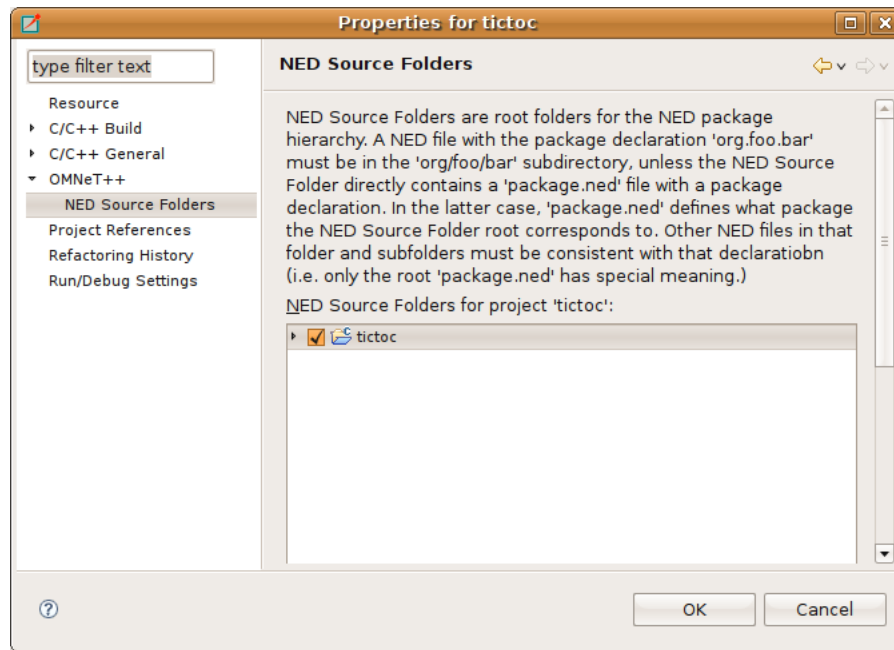 Properties for tictoc
type filter text
Resource
C/C++ Build
C/C++ General
OMNeT++
NED Source Folders
Project References
Refactoring History
Run/Debug Settings
NED Source Folders
NED Source Folders are root folders for the NED package
hierarchy. A NED file with the package declaration 'org.foo.bar'
must be in the 'org/foo/bar' subdirectory, unless the NED Source
Folder directly contains a 'package.ned' file with a package
declaration. In the latter case, 'package.ned' defines what package
the NED Source Folder root corresponds to. Other NED files in that
folder and subfolders must be consistent with that declaratiobn
(i.e. only the root 'package.ned' has special meaning.)
NED Source Folders for project 'tictoc':
tictoc
OK
Cancel